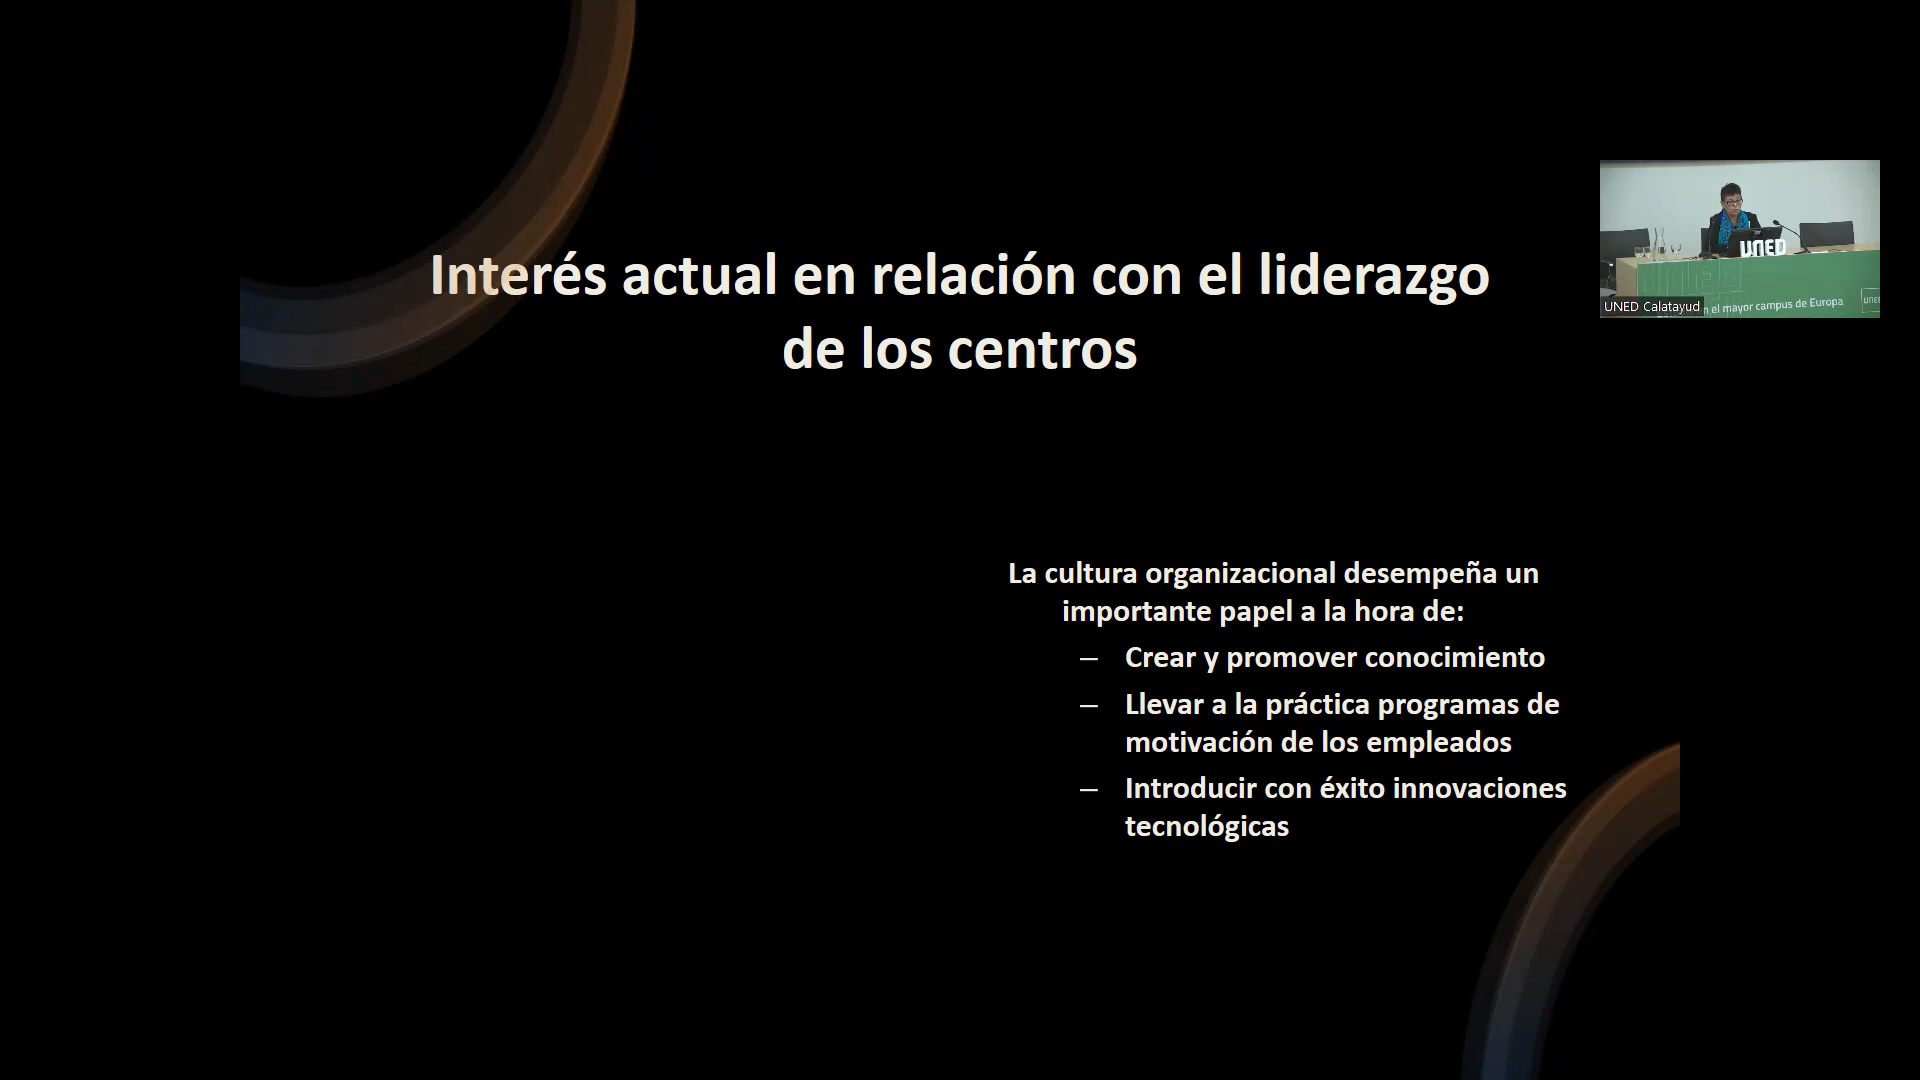 Interés actual en relación con el liderazgo
de los centros
UNED
UNED Calatayud
n el mayor campus de Europa
La cultura organizacional desempeña un
importante papel a la hora de:
– Crear y promover conocimiento
– Llevar a la práctica programas de
motivación de los empleados
– Introducir con éxito innovaciones
tecnológicas